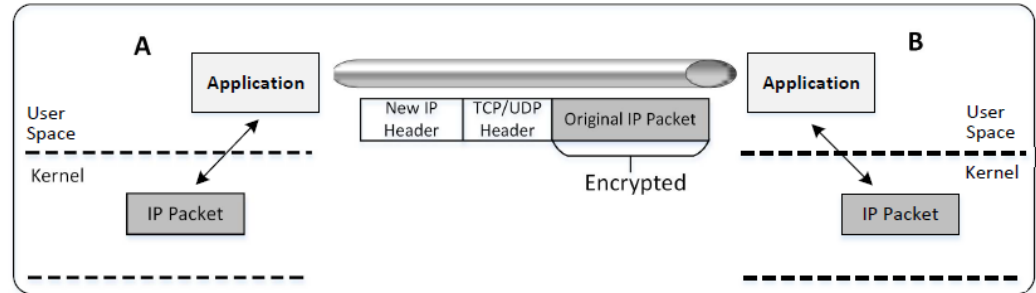 A
Application
User
Space
Kernel
IP Packet
New IP
Header
TCP/UDP
Header
Original IP Packet
Encrypted
B
Application
User
Space
Kernel
IP Packet